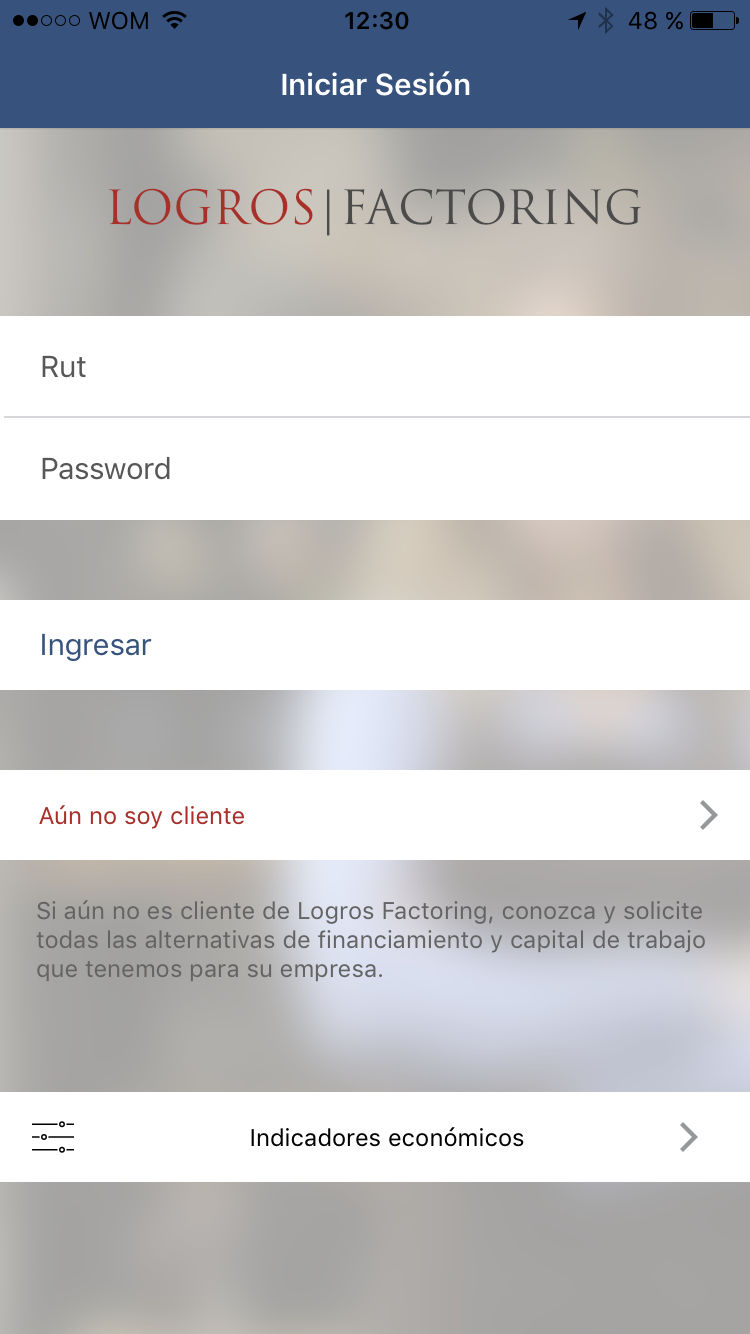 WOM 12:30 48 %
Iniciar Sesión
LOGROS|FACTORING
Rut
Password
Ingresar
Aún no soy cliente
Si aún no es cliente de Logros Factoring, conozca y solicite
todas las alternativas de financiamiento y capital de trabajo
que tenemos para su empresa.
Indicadores económicos